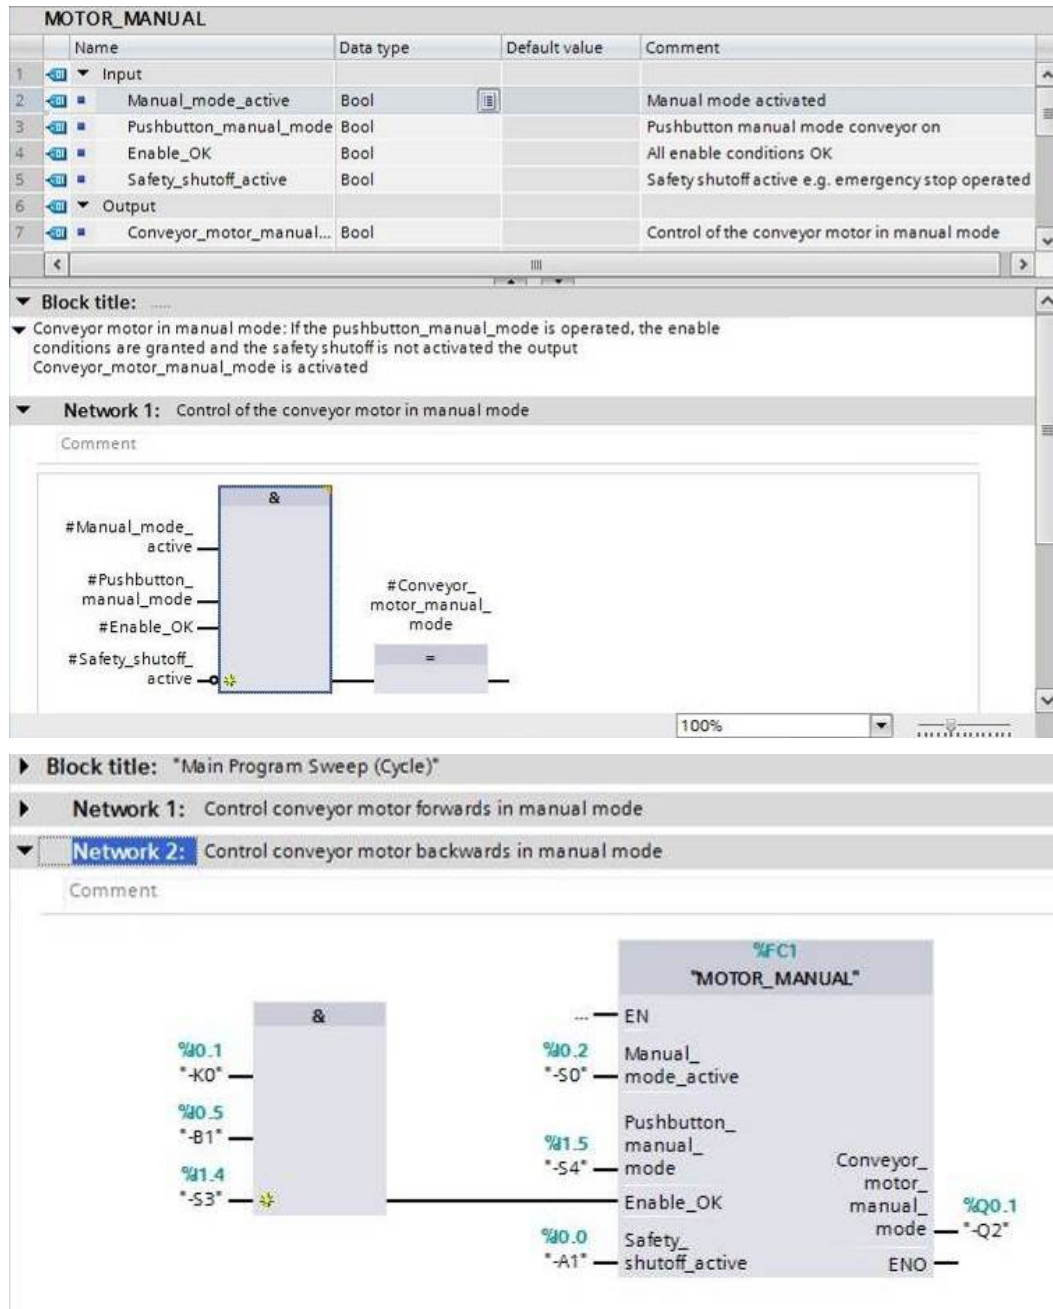 MOTOR_MANUAL
Name Data type Default value Comment
1 Input
2 Manual_mode_active Bool Manual mode activated
3 Pushbutton_manual_mode Bool Pushbutton manual mode conveyor on
4 Enable_OK Bool All enable conditions OK
5 Safety_shutoff_active Bool Safety shutoff active e.g. emergency stop operated
6 Output
7 Conveyor_motor_manual... Bool Control of the conveyor motor in manual mode
Block title: .....
Conveyor motor in manual mode: If the pushbutton_manual_mode is operated, the enable
conditions are granted and the safety shutoff is not activated the output
Conveyor_motor_manual_mode is activated
Network 1: Control of the conveyor motor in manual mode
Comment
&
#Manual_mode_
active
#Pushbutton_
manual_mode
#Enable_OK
#Safety_shutoff_
active
#Conveyor_
motor_manual_
mode
=
100%
Block title: "Main Program Sweep (Cycle)"
Network 1: Control conveyor motor forwards in manual mode
Network 2: Control conveyor motor backwards in manual mode
Comment
&
%I0.1
"-K0"
%I0.5
"-B1"
%I1.4
"-S3"
%FC1
"MOTOR_MANUAL"
... EN
%I0.2
"-S0"
Manual_
mode_active
%I1.5
"-S4"
Pushbutton_
manual_
mode
Enable_OK
%I0.0
"-A1"
Safety_
shutoff_active
Conveyor_
motor_
manual_
mode
%Q0.1
"-Q2"
ENO